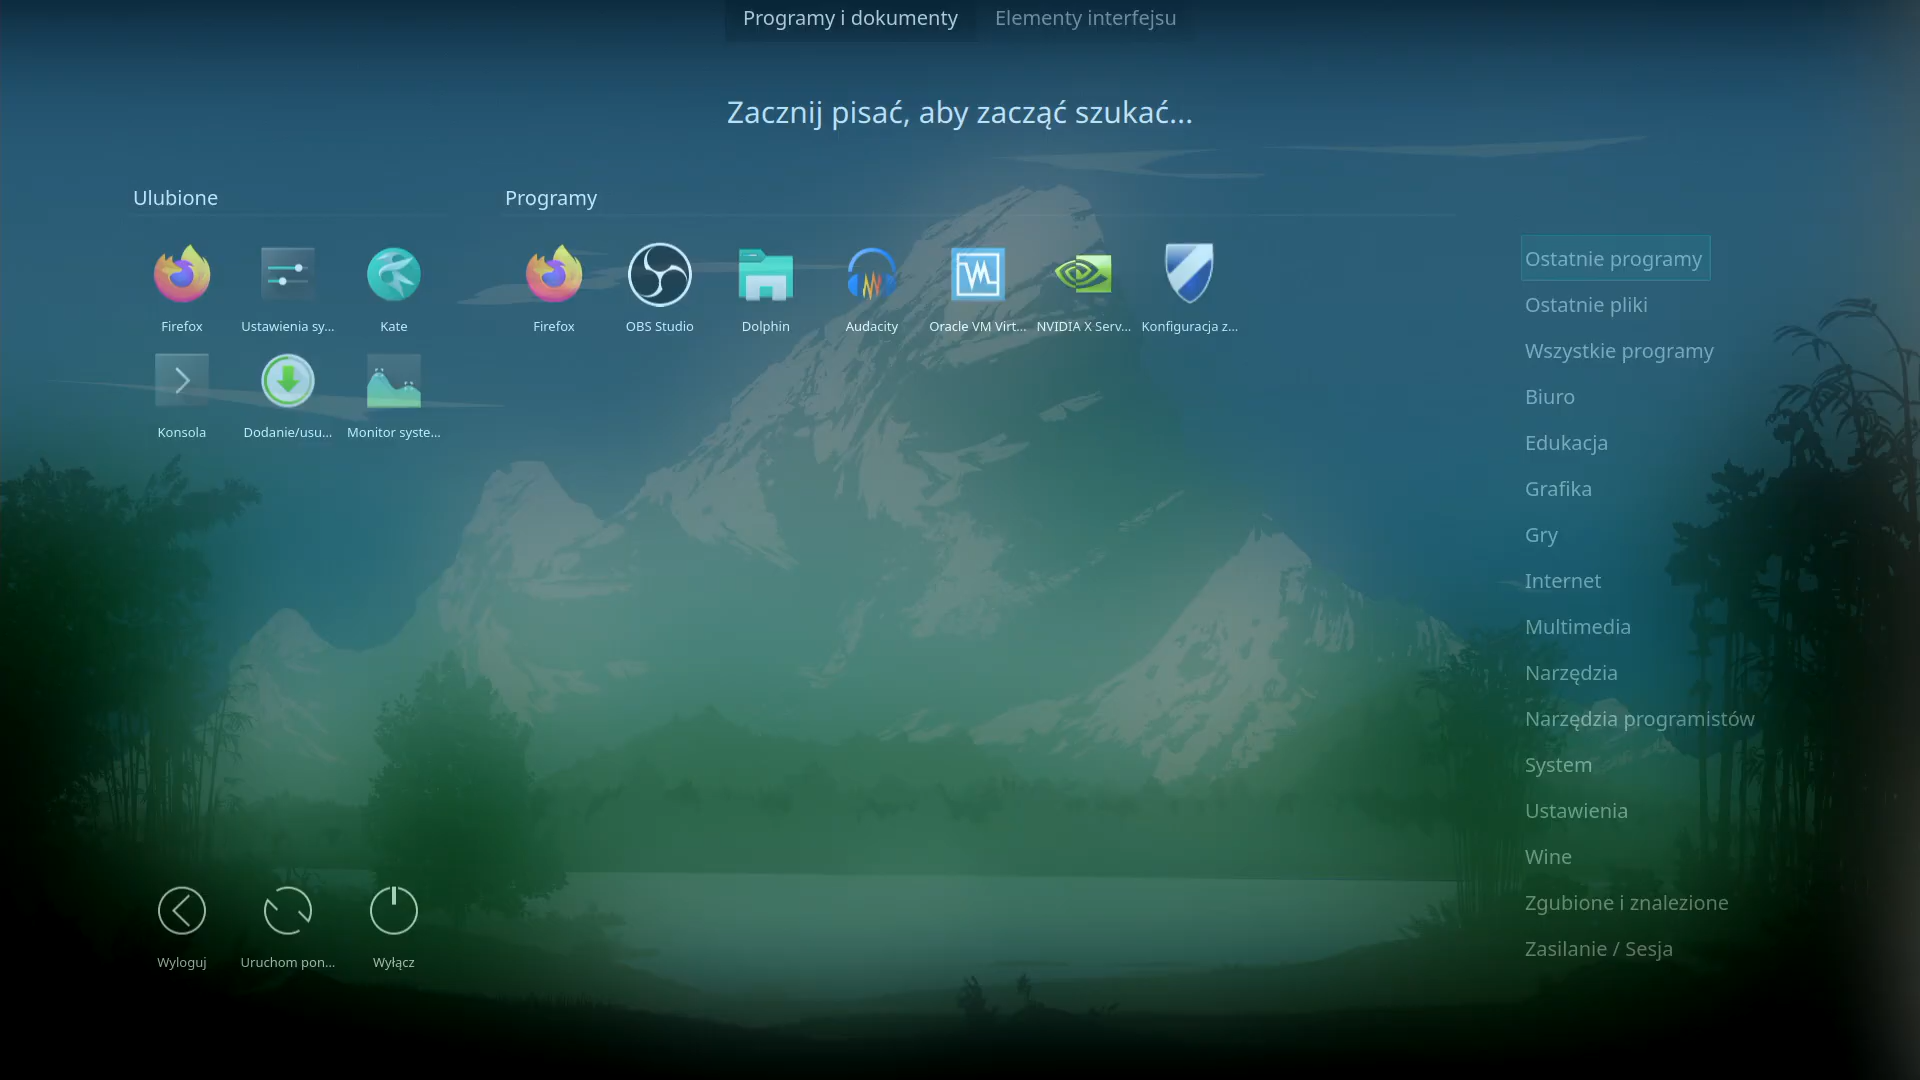 Programy i dokumenty Elementy interfejsu
Zacznij pisać, aby zacząć szukać...
Ulubione
Firefox Ustawienia sy... Kate
Konsola Dodanie/usu... Monitor syste...
Programy
Firefox OBS Studio Dolphin Audacity Oracle VM Virt... NVIDIA X Serv... Konfiguracja z...
Ostatnie programy
Ostatnie pliki
Wszystkie programy
Biuro
Edukacja
Grafika
Gry
Internet
Multimedia
Narzędzia
Narzędzia programistów
System
Ustawienia
Wine
Zgubione i znalezione
Zasilanie / Sesja
Wyloguj Uruchom pon... Wyłącz